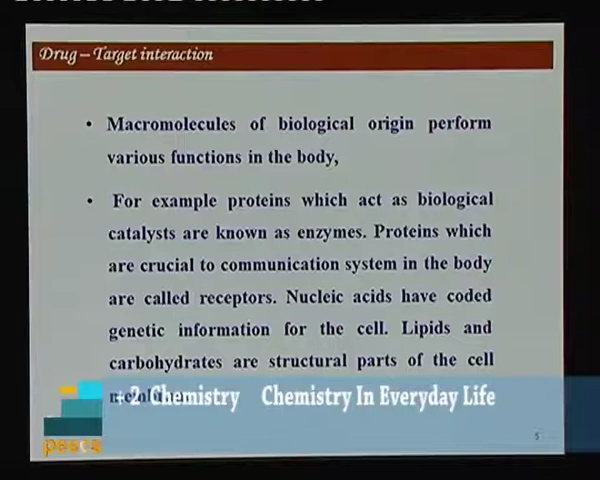 Drug – Target interaction
• Macromolecules of biological origin perform
various functions in the body,
• For example proteins which act as biological
catalysts are known as enzymes. Proteins which
are crucial to communication system in the body
are called receptors. Nucleic acids have coded
genetic information for the cell. Lipids and
carbohydrates are structural parts of the cell
+2 Chemistry Chemistry In Everyday Life
5